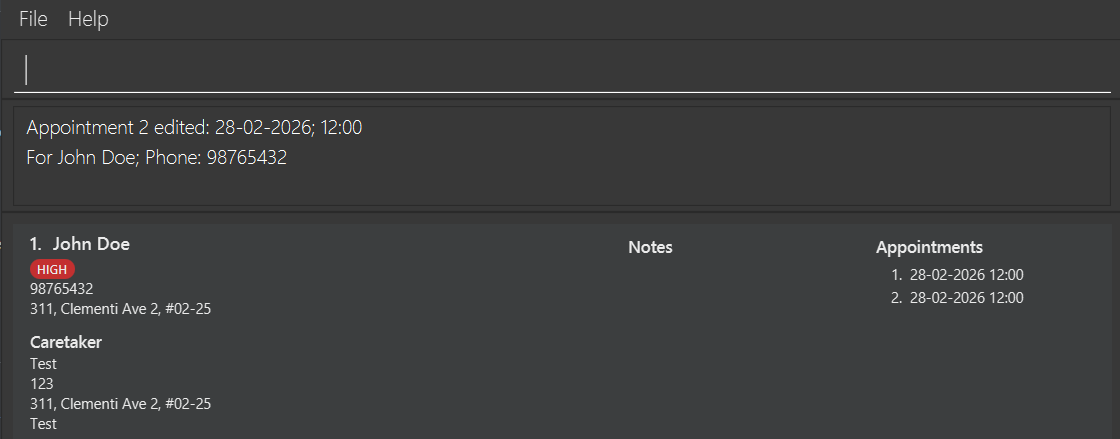 File Help
Appointment 2 edited: 28-02-2026; 12:00
For John Doe; Phone: 98765432
1. John Doe
HIGH
98765432
311, Clementi Ave 2, #02-25
Caretaker
Test
123
311, Clementi Ave 2, #02-25
Test
Notes
Appointments
1. 28-02-2026 12:00
2. 28-02-2026 12:00